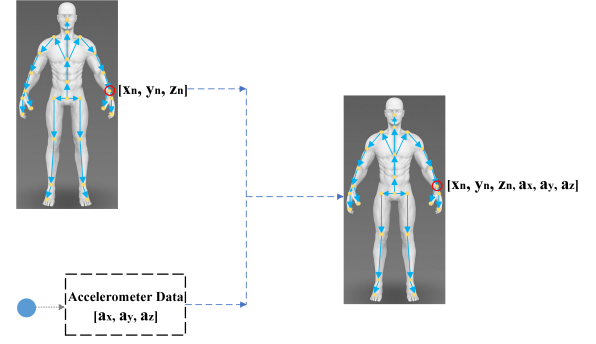 [xn, yn, zn]
[xn, yn, zn, ax, ay, az]
Accelerometer Data
[ax, ay, az]